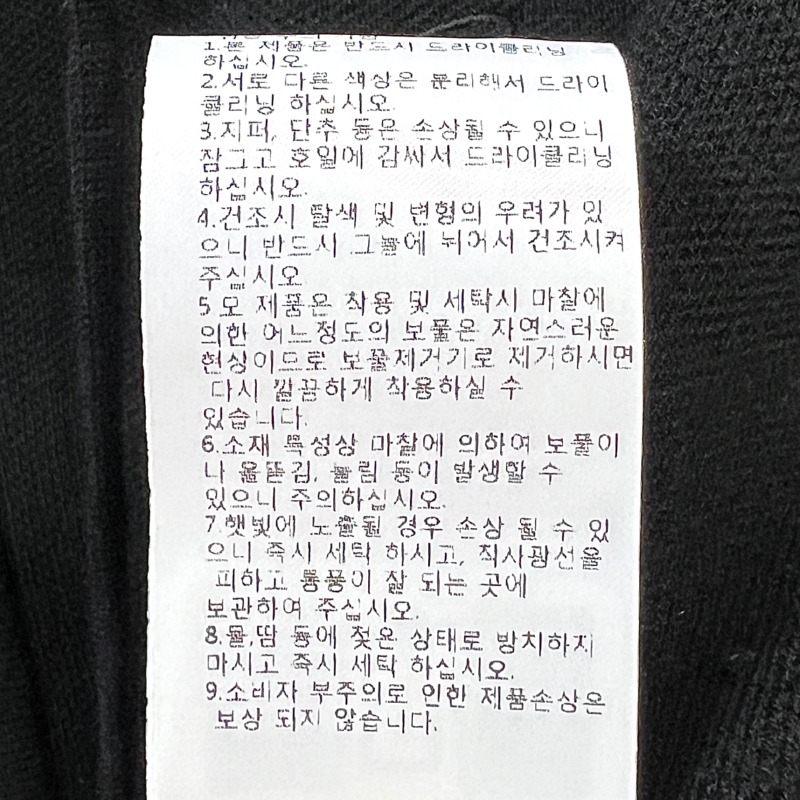 1.본 제품은 반드시 드라이클리닝
하십시오.
2.서로 다른 색상은 분리해서 드라이
클리닝 하십시오.
3.지퍼, 단추 등은 손상될 수 있으니
잠그고 호일에 감싸서 드라이클리닝
하십시오.
4.건조시 탈색 및 변형의 우려가 있
으니 반드시 그늘에 뉘어서 건조시켜
주십시오
5 모 제품은 착용 및 세탁시 마찰에
의한 어느정도의 보풀은 자연스러운
현상이므로 보풀제거기로 제거하시면
다시 깔끔하게 착용하실 수
있습니다.
6.소재 특성상 마찰에 의하여 보풀이
나 올뜯김, 놀림 등이 발생할 수
있으니 주의하십시오.
7.햇빛에 노출될 경우 손상 될 수 있
으니 즉시 세탁 하시고, 직사광선을
피하고 통풍이 잘 되는 곳에
보관하여 주십시오.
8.물,땀 등에 젖은 상태로 방치하지
마시고 즉시 세탁 하십시오.
9.소비자 부주의로 인한 제품손상은
보상 되지 않습니다.